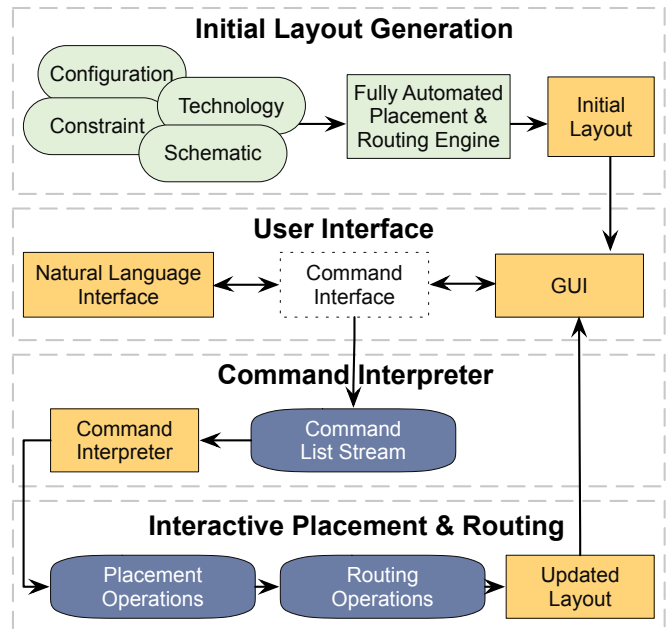 Initial Layout Generation
Configuration
Technology
Constraint
Schematic
Fully Automated
Placement &
Routing Engine
Initial
Layout
User Interface
Natural Language
Interface
Command
Interface
GUI
Command Interpreter
Command
Interpreter
Command
List Stream
Interactive Placement & Routing
Placement
Operations
Routing
Operations
Updated
Layout